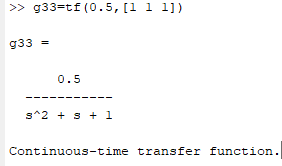 >> g33=tf(0.5,[1 1 1])
g33 =
0.5
-----------
s^2 + s + 1
Continuous-time transfer function.